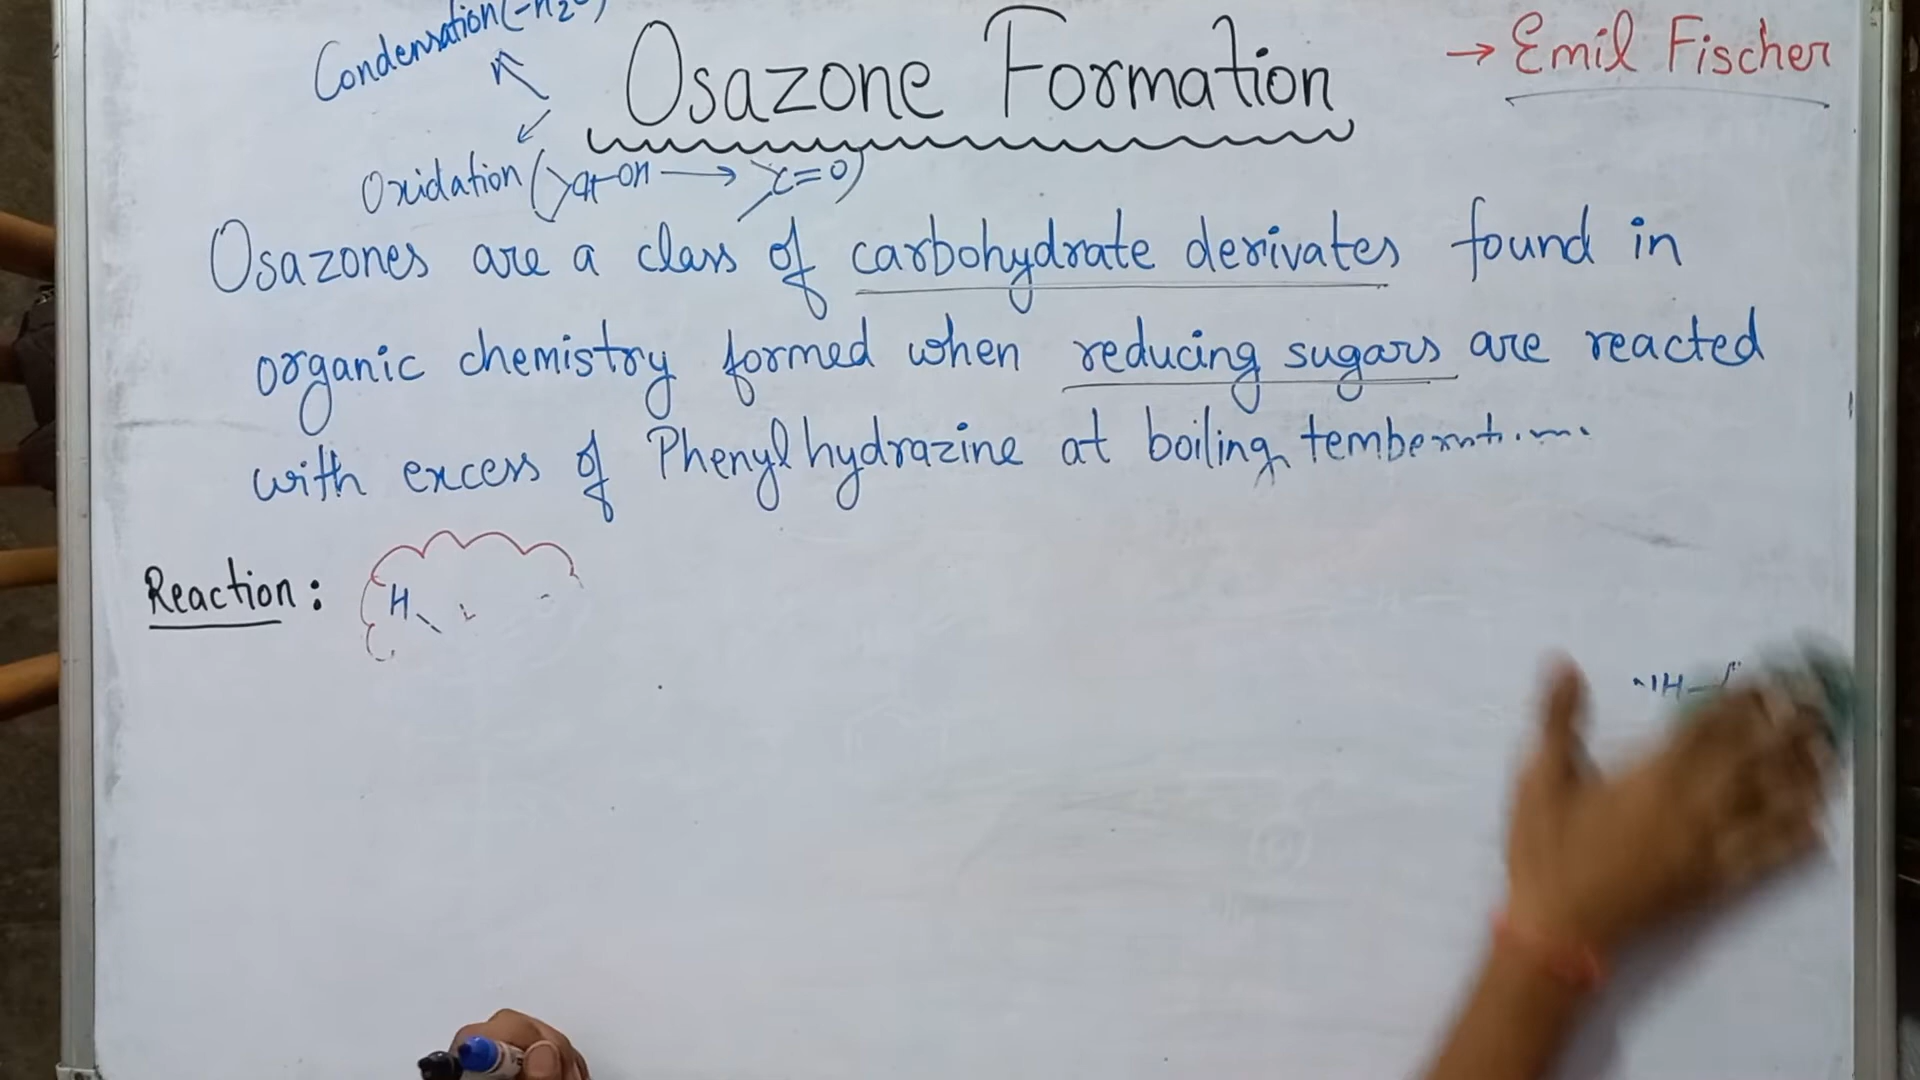 Condensation (-H2O)
Osazone Formation
→ Emil Fischer
Oxidation (>CH-OH → >C=O)
Osazones are a class of carbohydrate derivates found in
organic chemistry formed when reducing sugars are reacted
with excess of Phenylhydrazine at boiling
Reaction :
H
NH